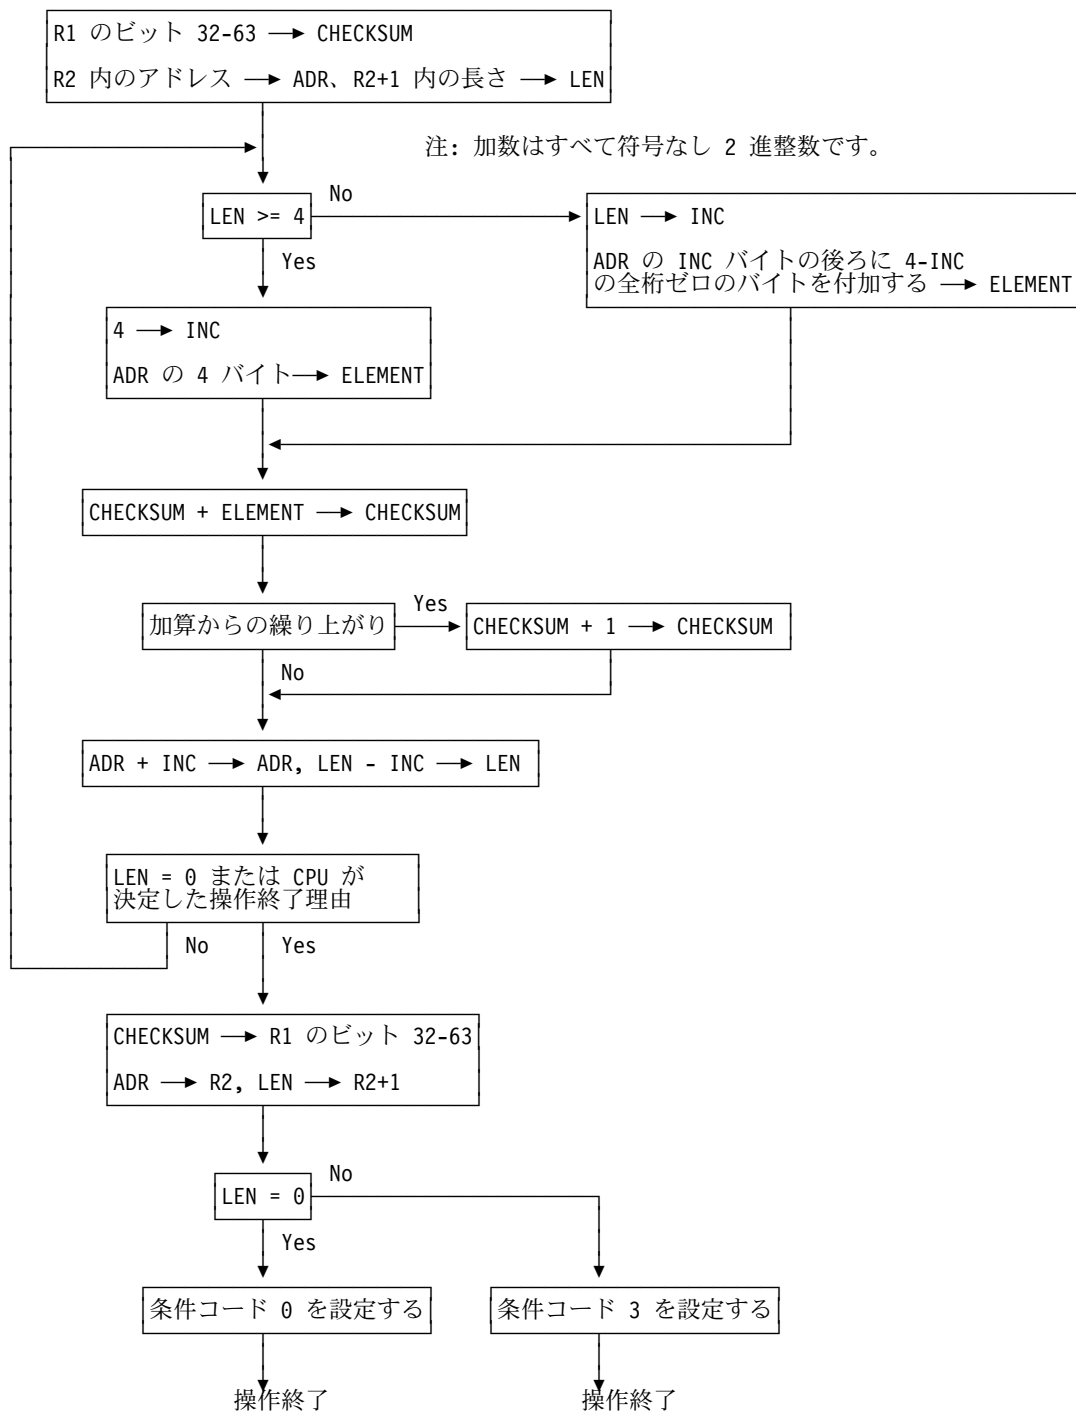 R1 のビット 32-63 → CHECKSUM
R2 内のアドレス → ADR、R2+1 内の長さ → LEN
注: 加数はすべて符号なし 2 進整数です。
LEN >= 4
No
LEN → INC
ADR の INC バイトの後ろに 4-INC
の全桁ゼロのバイトを付加する → ELEMENT
Yes
4 → INC
ADR の 4 バイト→ ELEMENT
CHECKSUM + ELEMENT → CHECKSUM
加算からの繰り上がり
Yes
CHECKSUM + 1 → CHECKSUM
No
ADR + INC → ADR, LEN - INC → LEN
LEN = 0 または CPU が
決定した操作終了理由
No
Yes
CHECKSUM → R1 のビット 32-63
ADR → R2, LEN → R2+1
LEN = 0
No
Yes
条件コード 0 を設定する
条件コード 3 を設定する
操作終了
操作終了